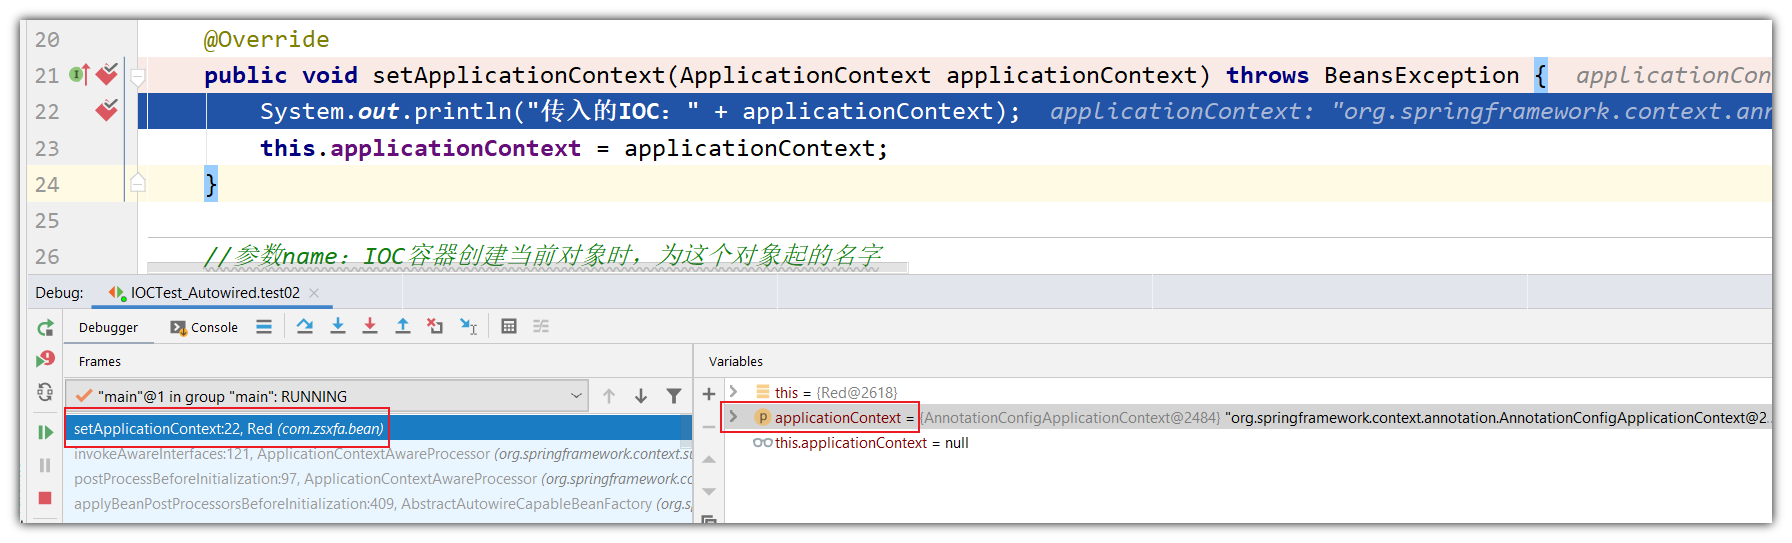 20 @Override
21 public void setApplicationContext(ApplicationContext applicationContext) throws BeansException { applicationCon
22 System.out.println("传入的IOC：" + applicationContext); applicationContext: "org.springframework.context.ann
23 this.applicationContext = applicationContext;
24 }
25
26 //参数name：IOC容器创建当前对象时，为这个对象起的名字
Debug: IOCTest_Autowired.test02
Debugger Console
Frames
Variables
"main"@1 in group "main": RUNNING
this = {Red@2618}
setApplicationContext:22, Red (com.zsxfa.bean)
applicationContext = {AnnotationConfigApplicationContext@2484} "org.springframework.context.annotation.AnnotationConfigApplicationContext@2...
invokeAwareInterfaces:121, ApplicationContextAwareProcessor (org.springframework.context.su
this.applicationContext = null
postProcessBeforeInitialization:97, ApplicationContextAwareProcessor (org.springframework.co
applyBeanPostProcessorsBeforeInitialization:409, AbstractAutowireCapableBeanFactory (org.s